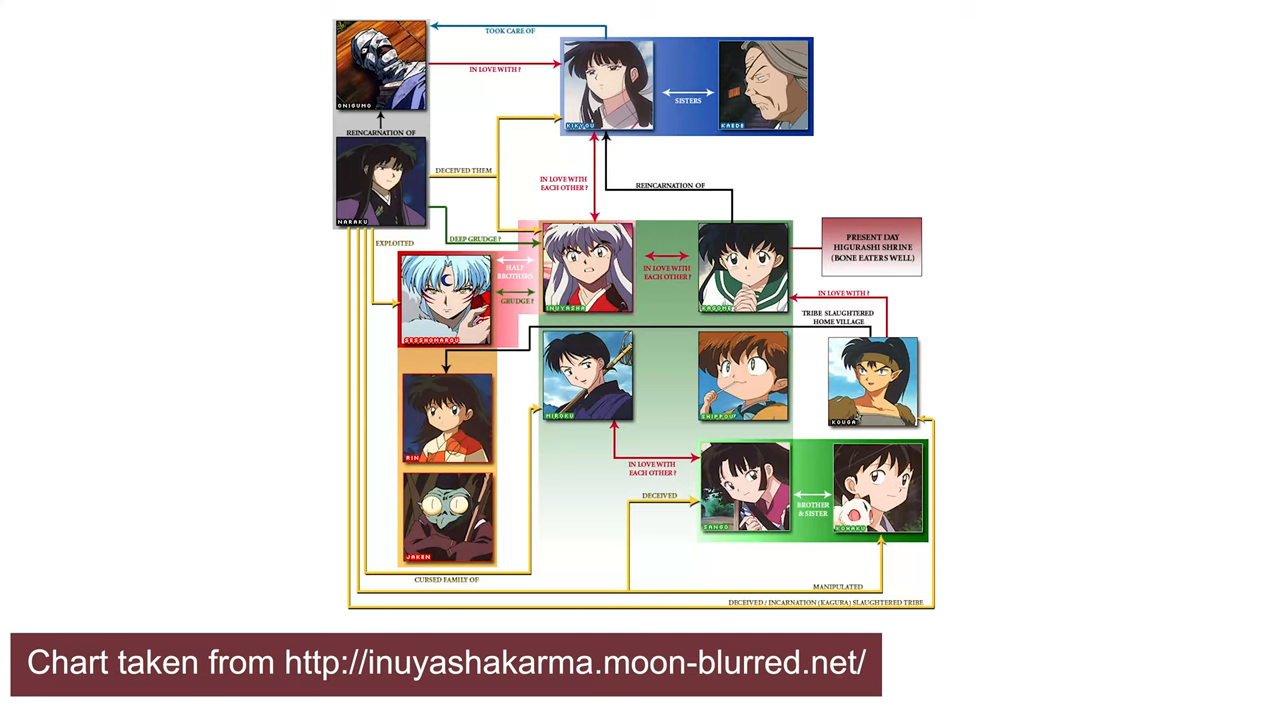 TOOK CARE OF
IN LOVE WITH ?
ONIGUMO
KIKYOU
SISTERS
KAEDE
REINCARNATION OF
DECEIVED THEM
IN LOVE WITH
EACH OTHER ?
REINCARNATION OF
NARAKU
EXPLOITED
DEEP GRUDGE ?
HALF
BROTHERS
GRUDGE ?
IN LOVE WITH
EACH OTHER ?
PRESENT DAY
HIGURASHI SHRINE
(BONE EATERS WELL)
INUYASHA
KAGOME
IN LOVE WITH ?
TRIBE SLAUGHTERED
HOME VILLAGE
SESSHOMAROU
MIROKU
SHIPPOU
KOUGA
RIN
IN LOVE WITH
EACH OTHER ?
DECEIVED
BROTHER
& SISTER
SANGO
KOHAKU
JAKEN
CURSED FAMILY OF
MANIPULATED
DECEIVED / INCARNATION (KAGURA) SLAUGHTERED TRIBE
Chart taken from http://inuyashakarma.moon-blurred.net/